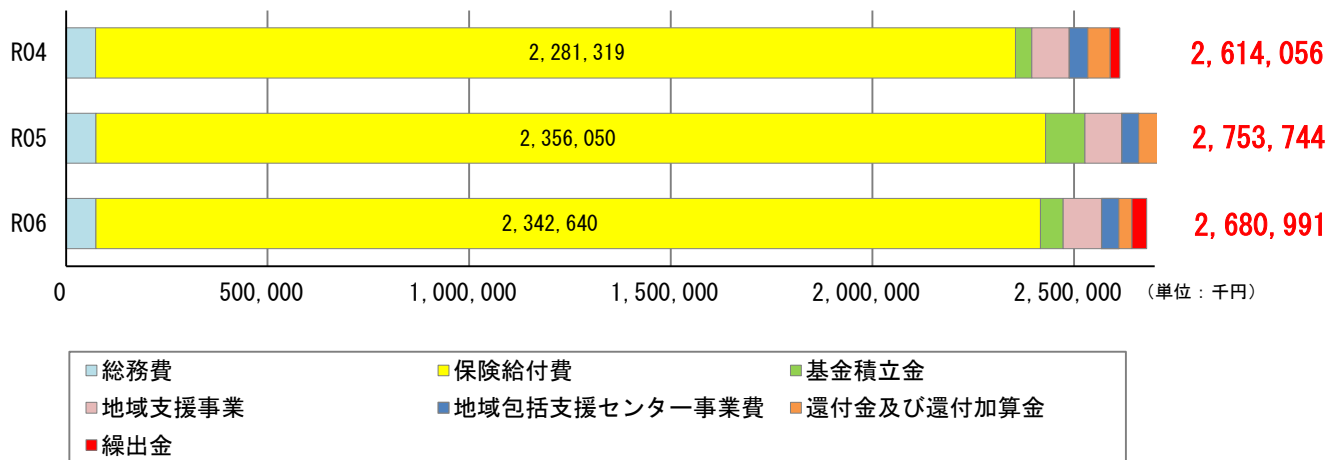 R04 2,281,319 2,614,056
R05 2,356,050 2,753,744
R06 2,342,640 2,680,991
0 500,000 1,000,000 1,500,000 2,000,000 2,500,000 (単位:千円)
総務費 保険給付費 基金積立金
地域支援事業 地域包括支援センター事業費 還付金及び還付加算金
繰出金